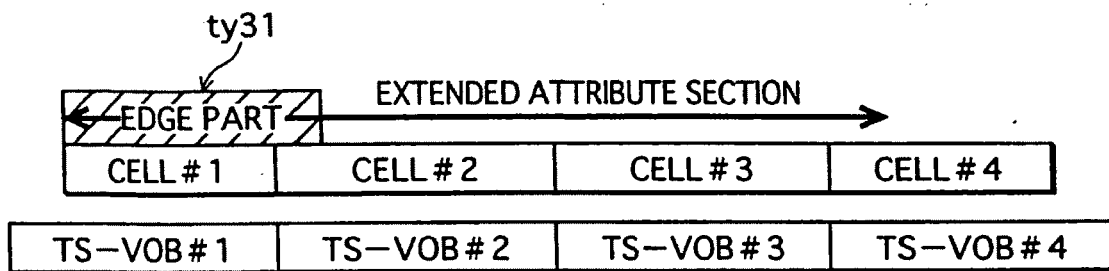 ty31
EXTENDED ATTRIBUTE SECTION
EDGE PART
CELL#1 CELL#2 CELL#3 CELL#4
TS-VOB#1 TS-VOB#2 TS-VOB#3 TS-VOB#4